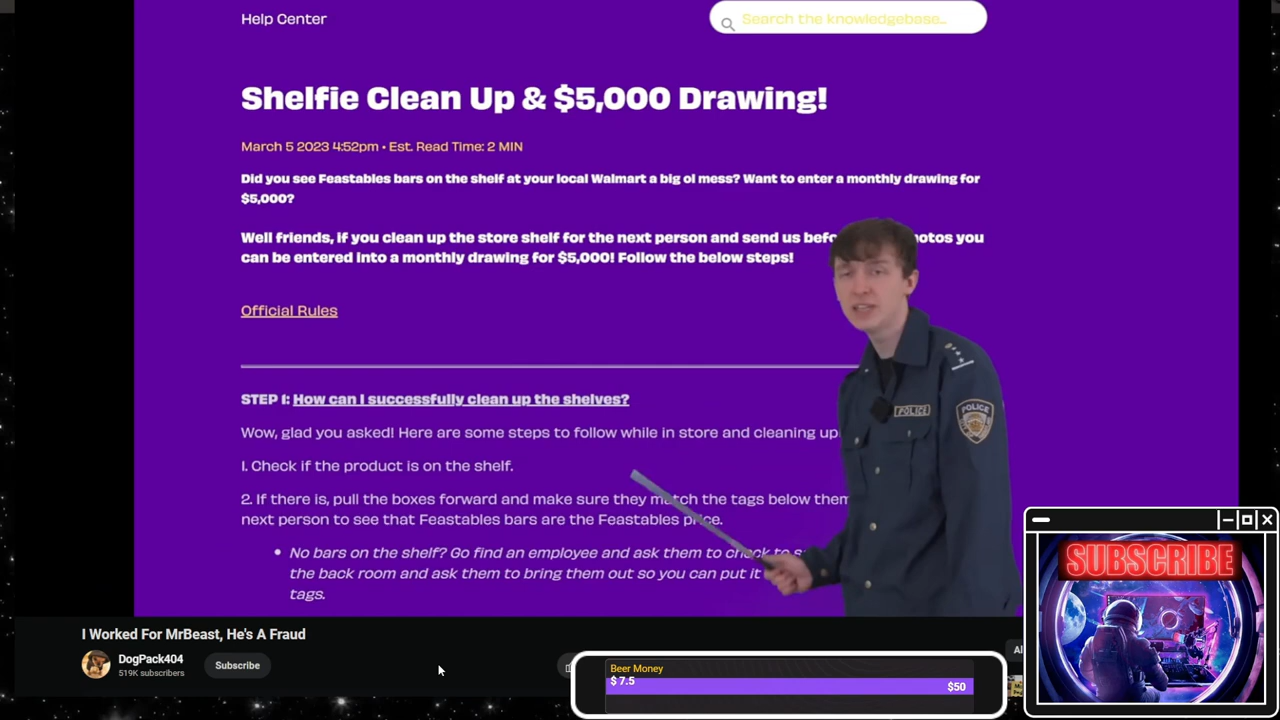 Help Center
Search the knowledgebase..
Shelfie Clean Up & $5,000 Drawing!
March 5 2023 4:52pm • Est. Read Time: 2 MIN
Did you see Feastables bars on the shelf at your local Walmart a big ol mess? Want to enter a monthly drawing for
$5,000?
Well friends, if you clean up the store shelf for the next person and send us you
can be entered into a monthly drawing for $5,000! Follow the below steps!
Official Rules
STEP 1: How can I successfully clean up the shelves?
Wow, glad you asked! Here are some steps to follow while in store and cleaning up
1. Check if the product is on the shelf.
2. If there is, pull the boxes forward and make sure they match the tags below them
next person to see that Feastables bars are the Feastables price.
• No bars on the shelf? Go find an employee and ask them to check to
the back room and ask them to bring them out so you can put it
tags.
POLICE
POLICE
SUBSCRIBE
I Worked For MrBeast, He's A Fraud
DogPack404
519K subscribers
Subscribe
Beer Money
$ 7.5
$50